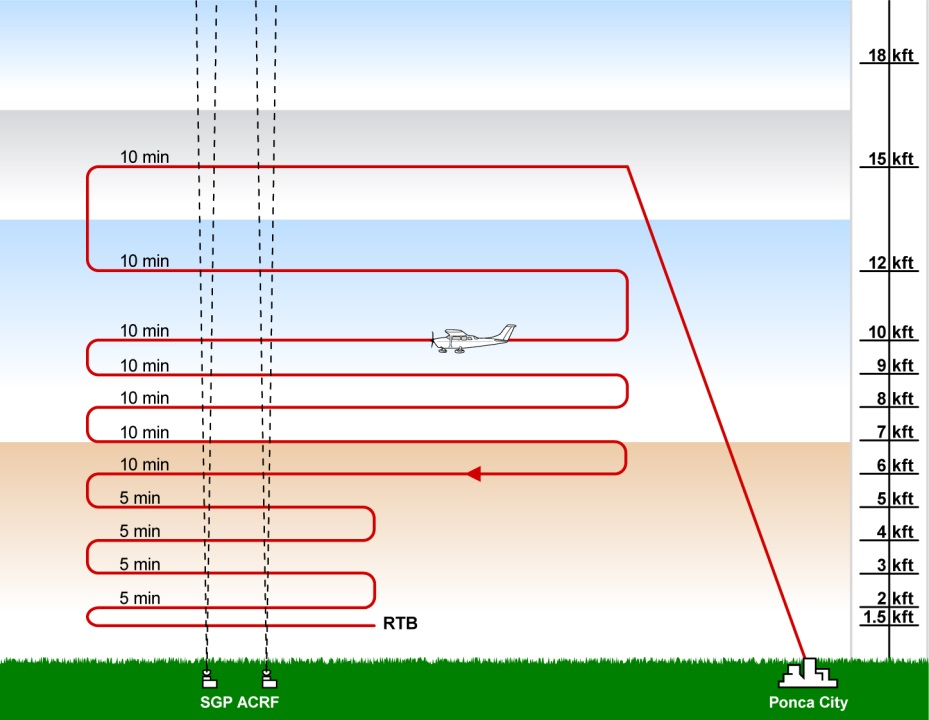 18 kft
10 min
15 kft
10 min
12 kft
10 min
10 kft
10 min
9 kft
10 min
8 kft
10 min
7 kft
10 min
6 kft
5 min
5 kft
5 min
4 kft
5 min
3 kft
5 min
2 kft
1.5 kft
RTB
SGP ACRF
Ponca City